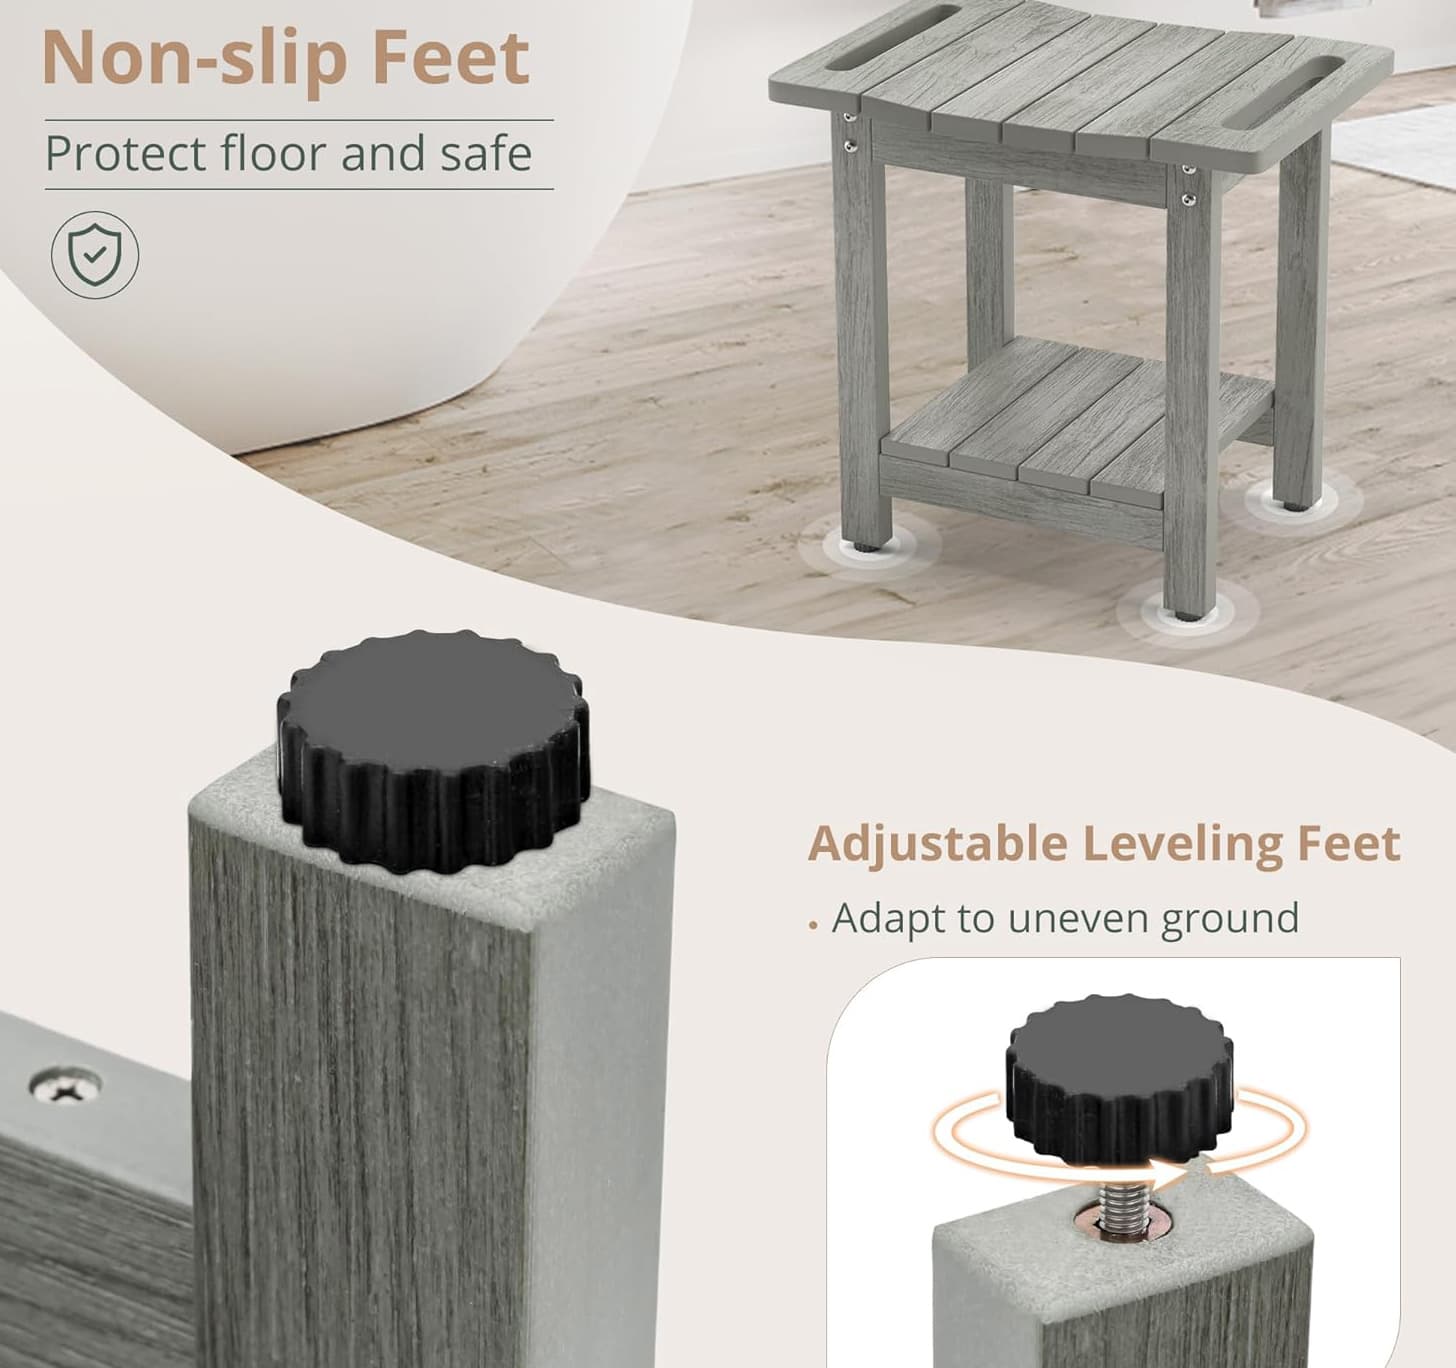 Non-slip Feet
Protect floor and safe
Adjustable Leveling Feet
• Adapt to uneven ground